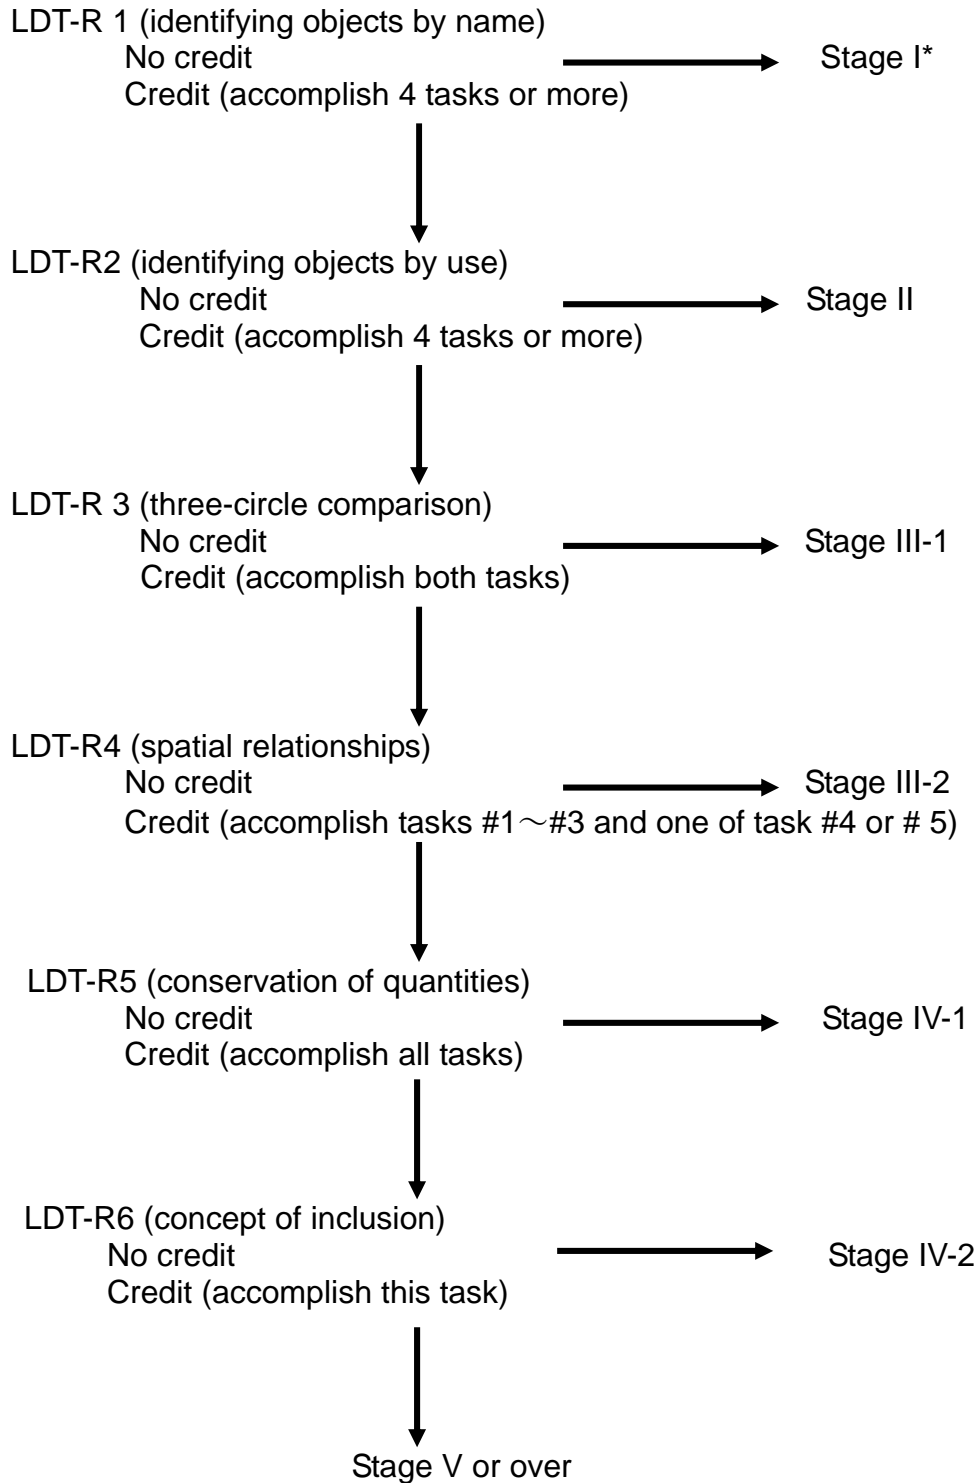 LDT-R 1 (identifying objects by name)
No credit
Stage I*
Credit (accomplish 4 tasks or more)
LDT-R2 (identifying objects by use)
No credit
Stage II
Credit (accomplish 4 tasks or more)
LDT-R 3 (three-circle comparison)
No credit
Stage III-1
Credit (accomplish both tasks)
LDT-R4 (spatial relationships)
No credit
Stage III-2
Credit (accomplish tasks #1～#3 and one of task #4 or # 5)
LDT-R5 (conservation of quantities)
No credit
Stage IV-1
Credit (accomplish all tasks)
LDT-R6 (concept of inclusion)
No credit
Stage IV-2
Credit (accomplish this task)
Stage V or over